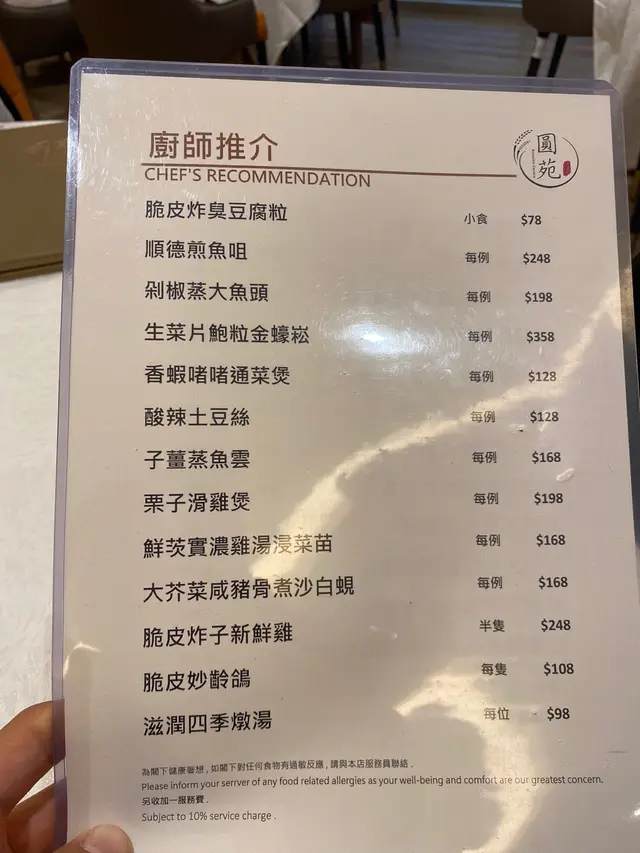 廚師推介
CHEF'S RECOMMENDATION
圓苑
脆皮炸臭豆腐粒 小食 $78
順德煎魚咀 每例 $248
剁椒蒸大魚頭 每例 $198
生菜片鮑粒金蠔崧 每例 $358
香蝦啫啫通菜煲 每例 $128
酸辣土豆絲 每例 $128
子薑蒸魚雲 每例 $168
栗子滑雞煲 每例 $198
鮮茨實濃雞湯浸菜苗 每例 $168
大芥菜咸豬骨煮沙白蜆 每例 $168
脆皮炸子新鮮雞 半隻 $248
脆皮妙齡鴿 每隻 $108
滋潤四季燉湯 每位 $98
為閣下健康著想 , 如閣下對任何食物有過敏反應 , 請與本店服務員聯絡 .
Please inform your serrver of any food related allergies as your well-being and comfort are our greatest concern.
另收加一服務費 .
Subject to 10% service charge .